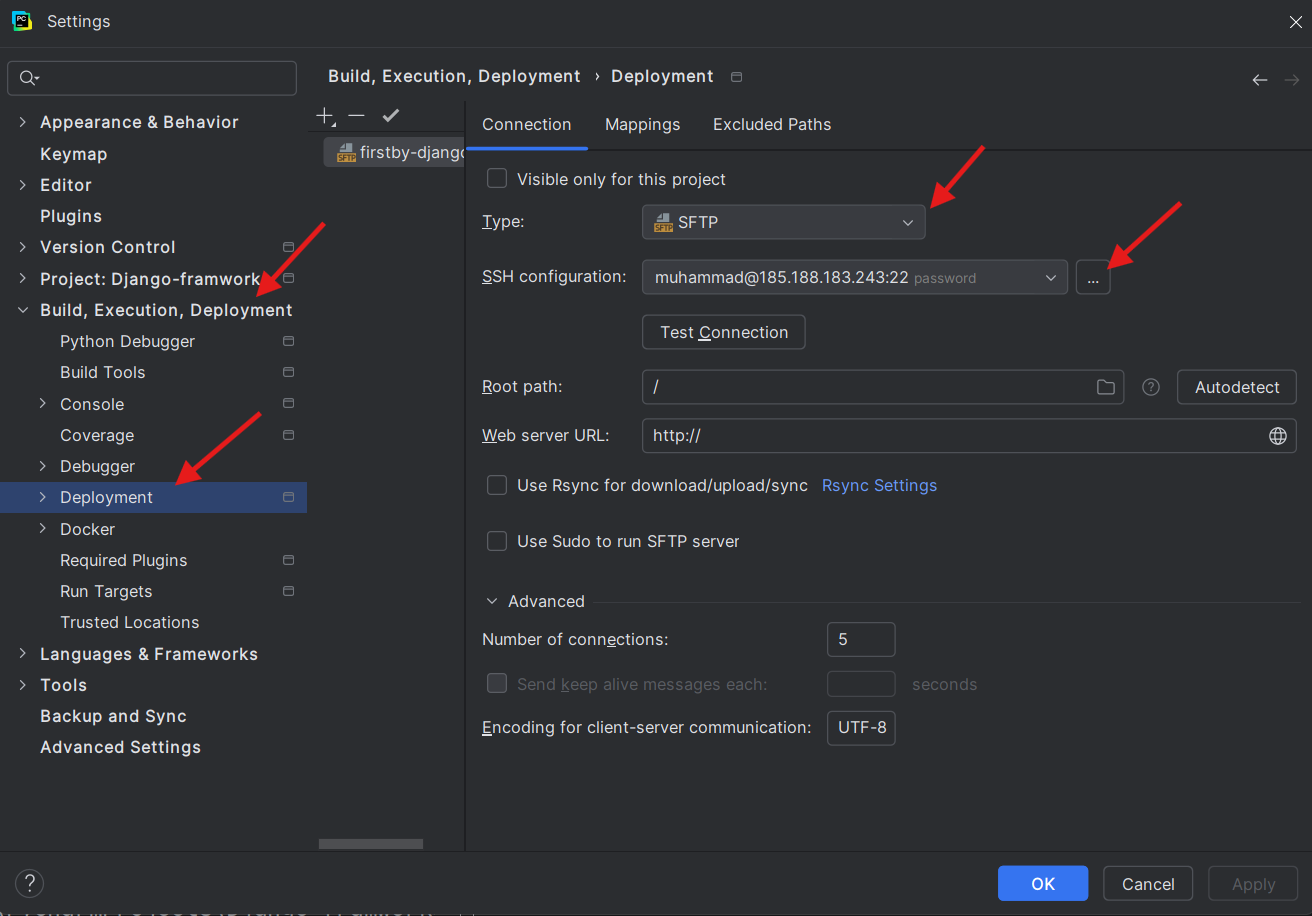 PC
Settings
Build, Execution, Deployment › Deployment
Appearance & Behavior
Keymap
Editor
Plugins
Version Control
Project: Django-framwork
Build, Execution, Deployment
Python Debugger
Build Tools
Console
Coverage
Debugger
Deployment
Docker
Required Plugins
Run Targets
Trusted Locations
Languages & Frameworks
Tools
Backup and Sync
Advanced Settings
SFTP firstby-django
Connection Mappings Excluded Paths
Visible only for this project
Type: SFTP SFTP
SSH configuration: muhammad@185.188.183.243:22 password ...
Test Connection
Root path: / ? Autodetect
Web server URL: http://
Use Rsync for download/upload/sync Rsync Settings
Use Sudo to run SFTP server
Advanced
Number of connections: 5
Send keep alive messages each: seconds
Encoding for client-server communication: UTF-8
? OK Cancel Apply